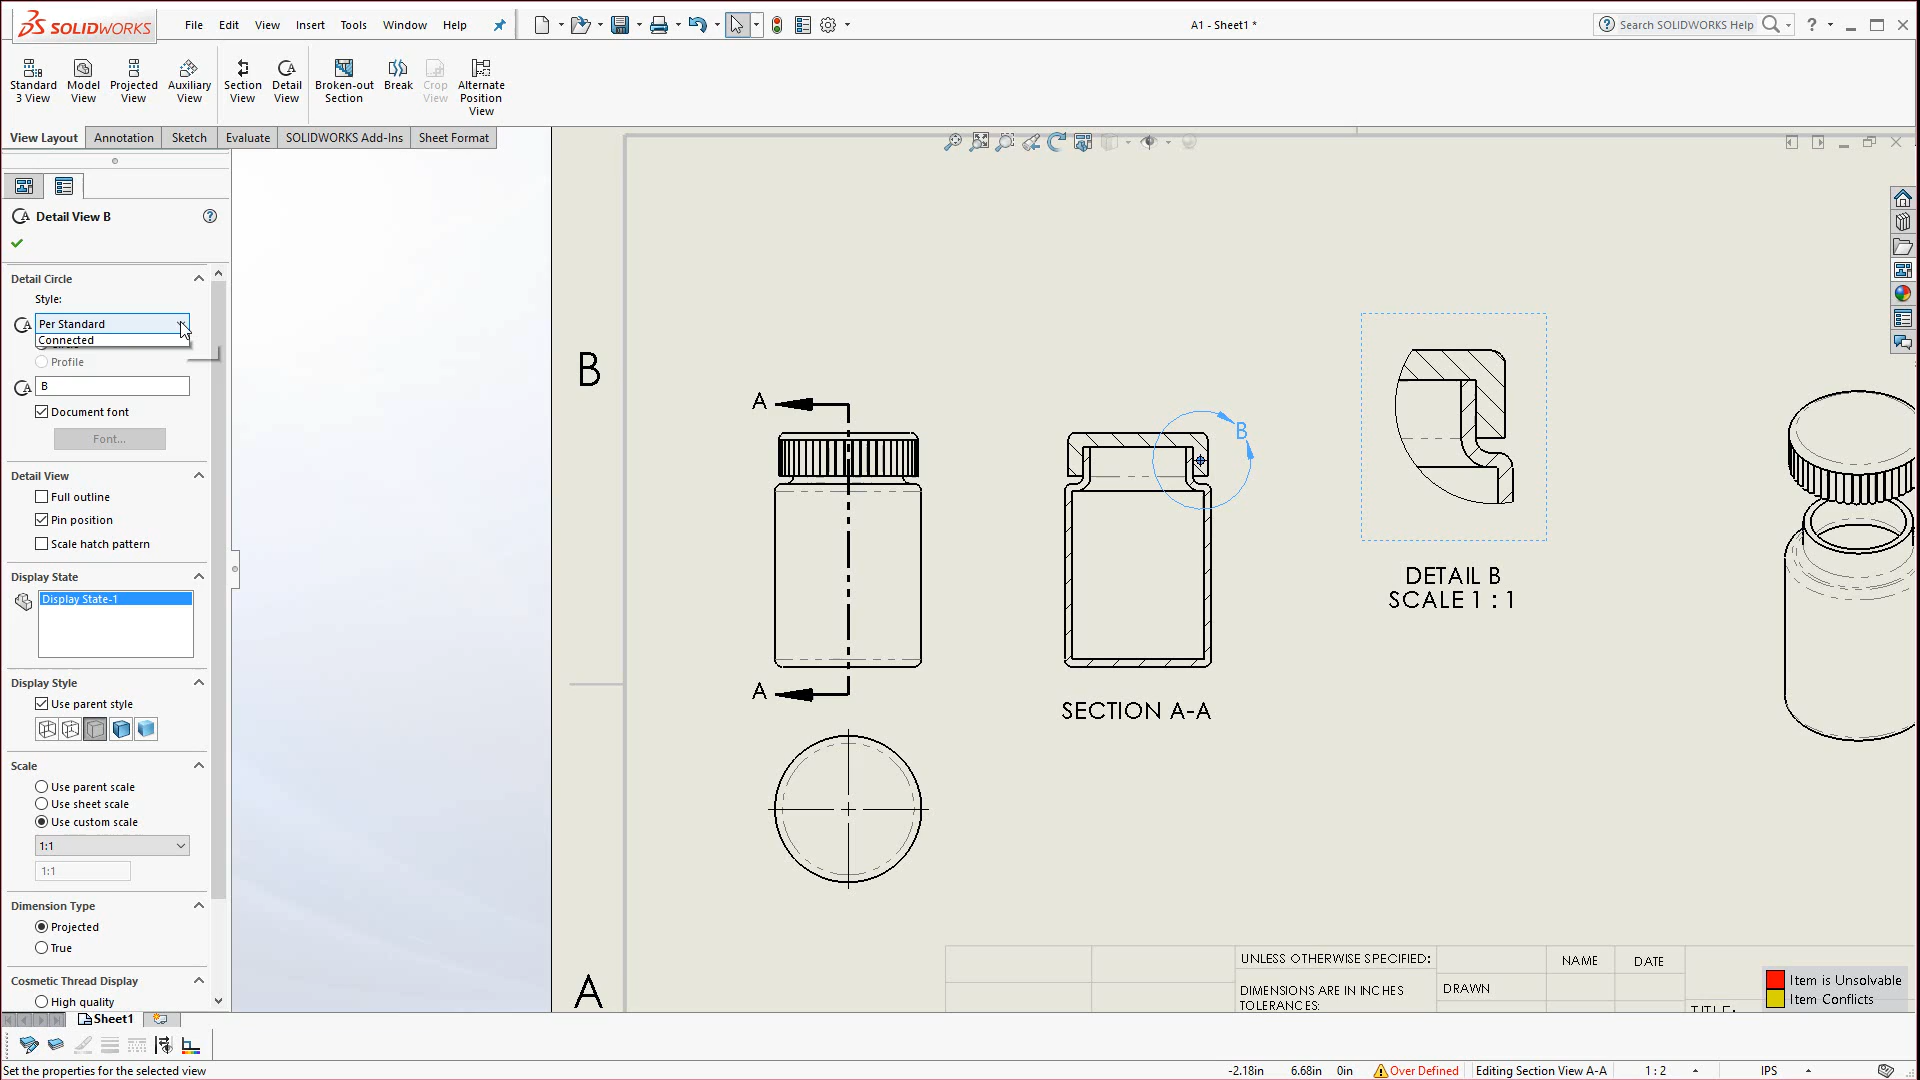 SOLIDWORKS
File Edit View Insert Tools Window Help
A1 - Sheet1 *
Search SOLIDWORKS Help
Standard 3 View
Model View
Projected View
Auxiliary View
Section View
Detail View
Broken-out Section
Break
Crop View
Alternate Position View
View Layout Annotation Sketch Evaluate SOLIDWORKS Add-Ins Sheet Format
Detail View B
Detail Circle
Style:
Per Standard
Connected
Profile
B
Document font
Font...
Detail View
Full outline
Pin position
Scale hatch pattern
Display State
Display State-1
Display Style
Use parent style
Scale
Use parent scale
Use sheet scale
Use custom scale
1:1
1:1
Dimension Type
Projected
True
Cosmetic Thread Display
High quality
B
A
A
A
B
SECTION A-A
DETAIL B
SCALE 1 : 1
UNLESS OTHERWISE SPECIFIED:
DIMENSIONS ARE IN INCHES
TOLERANCES:
NAME
DATE
DRAWN
TITLE:
Item is Unsolvable
Item Conflicts
Sheet1
Set the properties for the selected view
-2.18in 6.68in 0in Over Defined Editing Section View A-A 1 : 2 IPS